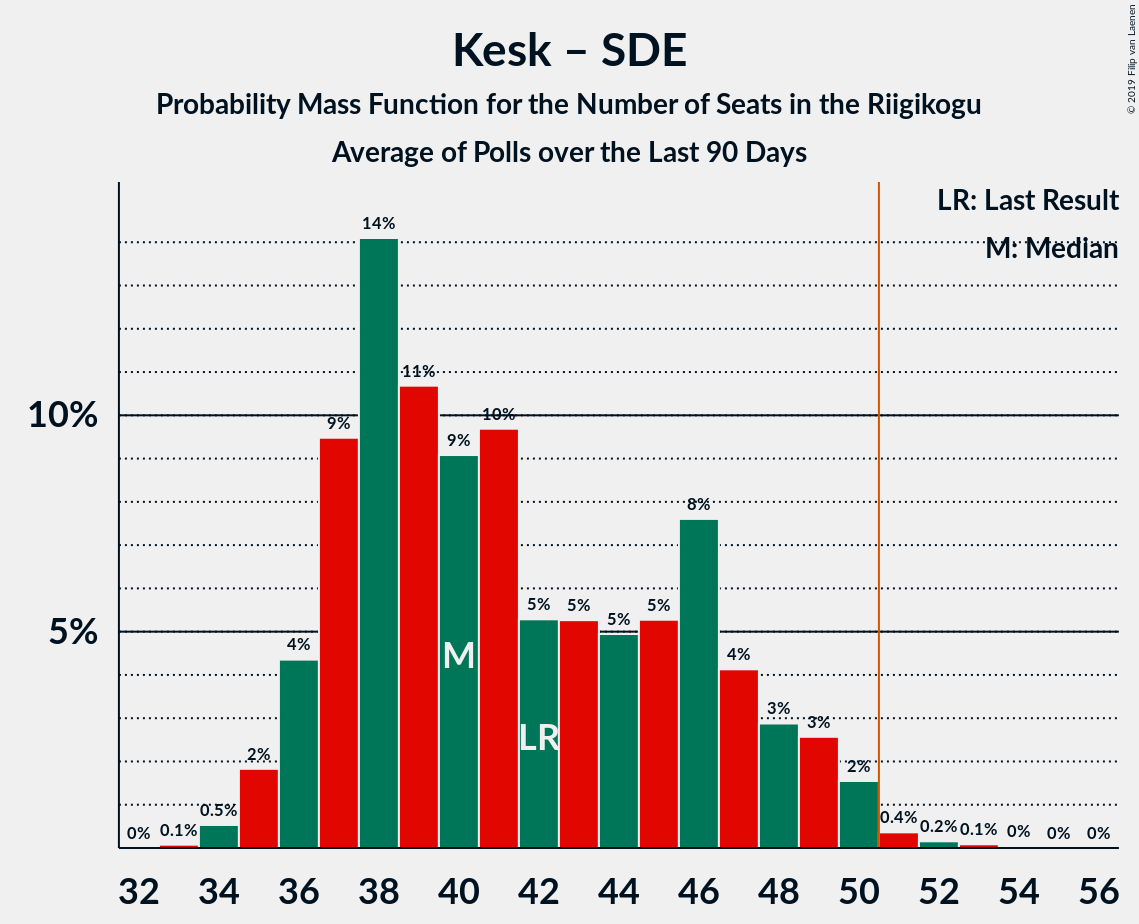 Kesk – SDE
Probability Mass Function for the Number of Seats in the Riigikogu
Average of Polls over the Last 90 Days
© 2019 Filip van Laenen
LR: Last Result
M: Median
10%
5%
0% 0.1% 0.5% 2% 4% 9% 14% 11% 9% 10% 5% 5% 5% 5% 8% 4% 3% 3% 2% 0.4% 0.2% 0.1% 0% 0% 0%
M
LR
32 34 36 38 40 42 44 46 48 50 52 54 56